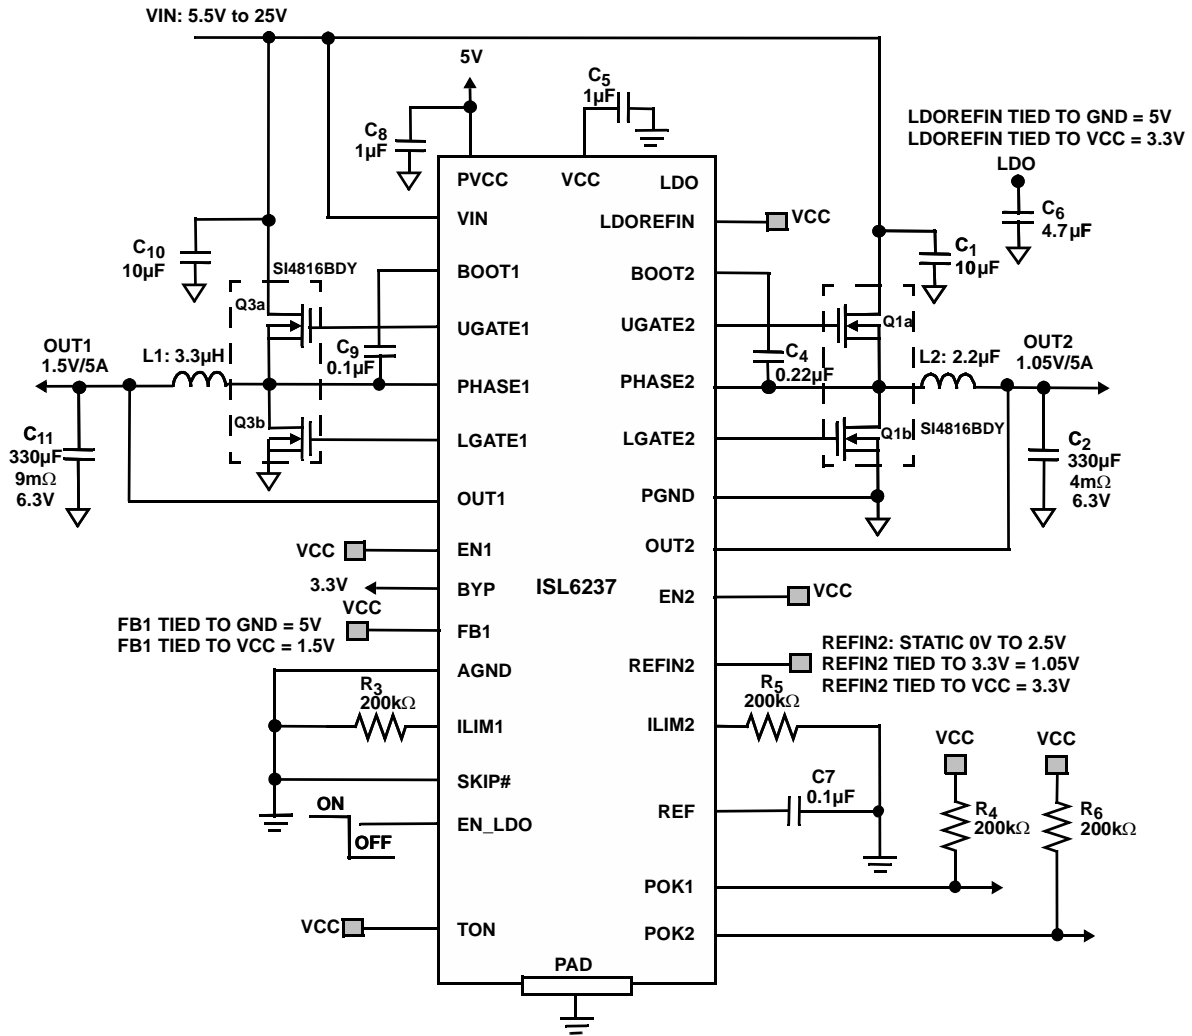 VIN: 5.5V to 25V
5V
C5
1µF
C8
1µF
LDOREFIN TIED TO GND = 5V
LDOREFIN TIED TO VCC = 3.3V
LDO
C6
4.7µF
PVCC
VCC
LDO
VIN
LDOREFIN
VCC
C10
10µF
SI4816BDY
BOOT1
BOOT2
C1
10µF
Q3a
Q1a
UGATE1
UGATE2
OUT1
1.5V/5A
L1: 3.3µH
C9
0.1µF
C4
0.22µF
L2: 2.2µF
OUT2
1.05V/5A
PHASE1
PHASE2
Q3b
Q1b
SI4816BDY
LGATE1
LGATE2
C11
330µF
9mΩ
6.3V
C2
330µF
4mΩ
6.3V
OUT1
PGND
VCC
EN1
OUT2
3.3V
BYP
ISL6237
EN2
VCC
VCC
FB1 TIED TO GND = 5V
FB1 TIED TO VCC = 1.5V
FB1
REFIN2: STATIC 0V TO 2.5V
REFIN2 TIED TO 3.3V = 1.05V
REFIN2 TIED TO VCC = 3.3V
AGND
REFIN2
R3
200kΩ
R5
200kΩ
ILIM1
ILIM2
VCC
VCC
SKIP#
C7
0.1µF
ON
OFF
EN_LDO
REF
R4
200kΩ
R6
200kΩ
POK1
VCC
TON
POK2
PAD